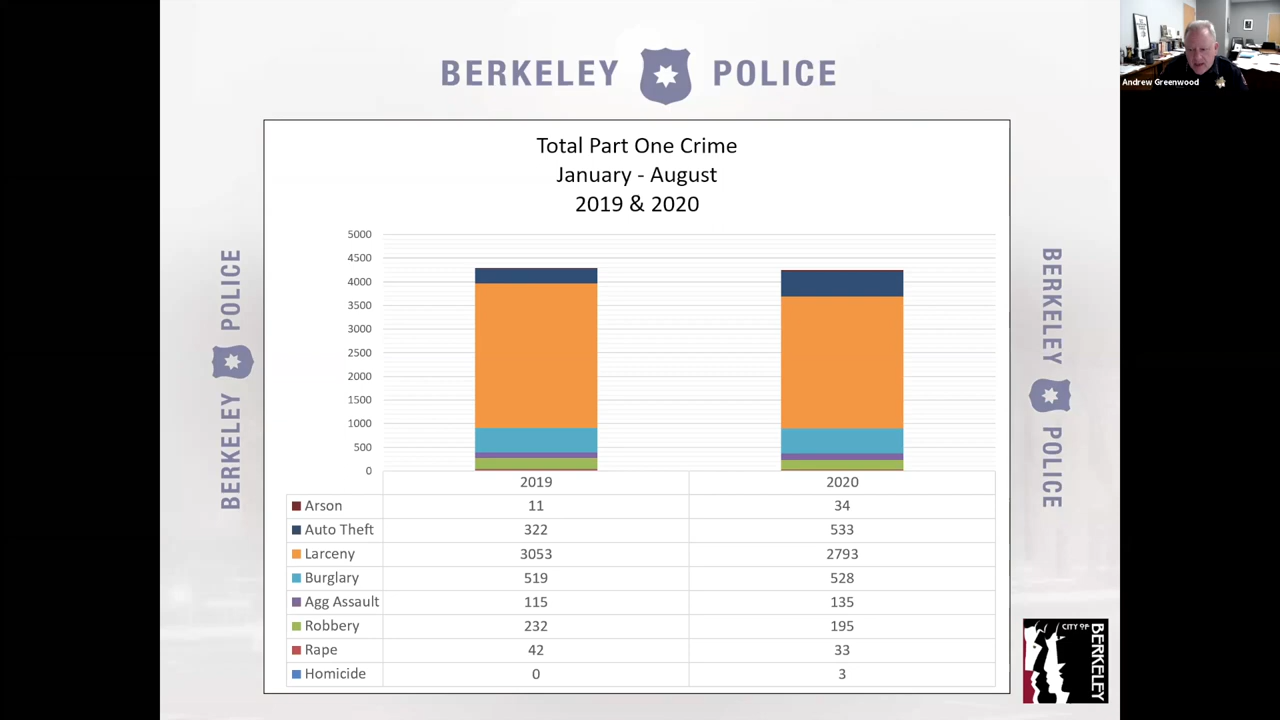 BERKELEY POLICE
Andrew Greenwood
Total Part One Crime
January - August
2019 & 2020
5000
4500
4000
3500
3000
2500
2000
1500
1000
500
0
2019 2020
Arson 11 34
Auto Theft 322 533
Larceny 3053 2793
Burglary 519 528
Agg Assault 115 135
Robbery 232 195
Rape 42 33
Homicide 0 3
BERKELEY POLICE
BERKELEY POLICE
CITY OF
BERKELEY